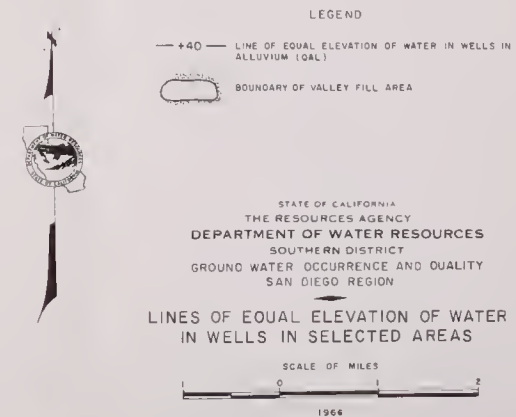 LEGEND
+40 LINE OF EQUAL ELEVATION OF WATER IN WELLS IN
ALLUVIUM (QAL)
BOUNDARY OF VALLEY FILL AREA
STATE OF CALIFORNIA
THE RESOURCES AGENCY
DEPARTMENT OF WATER RESOURCES
SOUTHERN DISTRICT
GROUND WATER OCCURRENCE AND QUALITY
SAN DIEGO REGION
LINES OF EQUAL ELEVATION OF WATER
IN WELLS IN SELECTED AREAS
SCALE OF MILES
1 0 1 2
1966